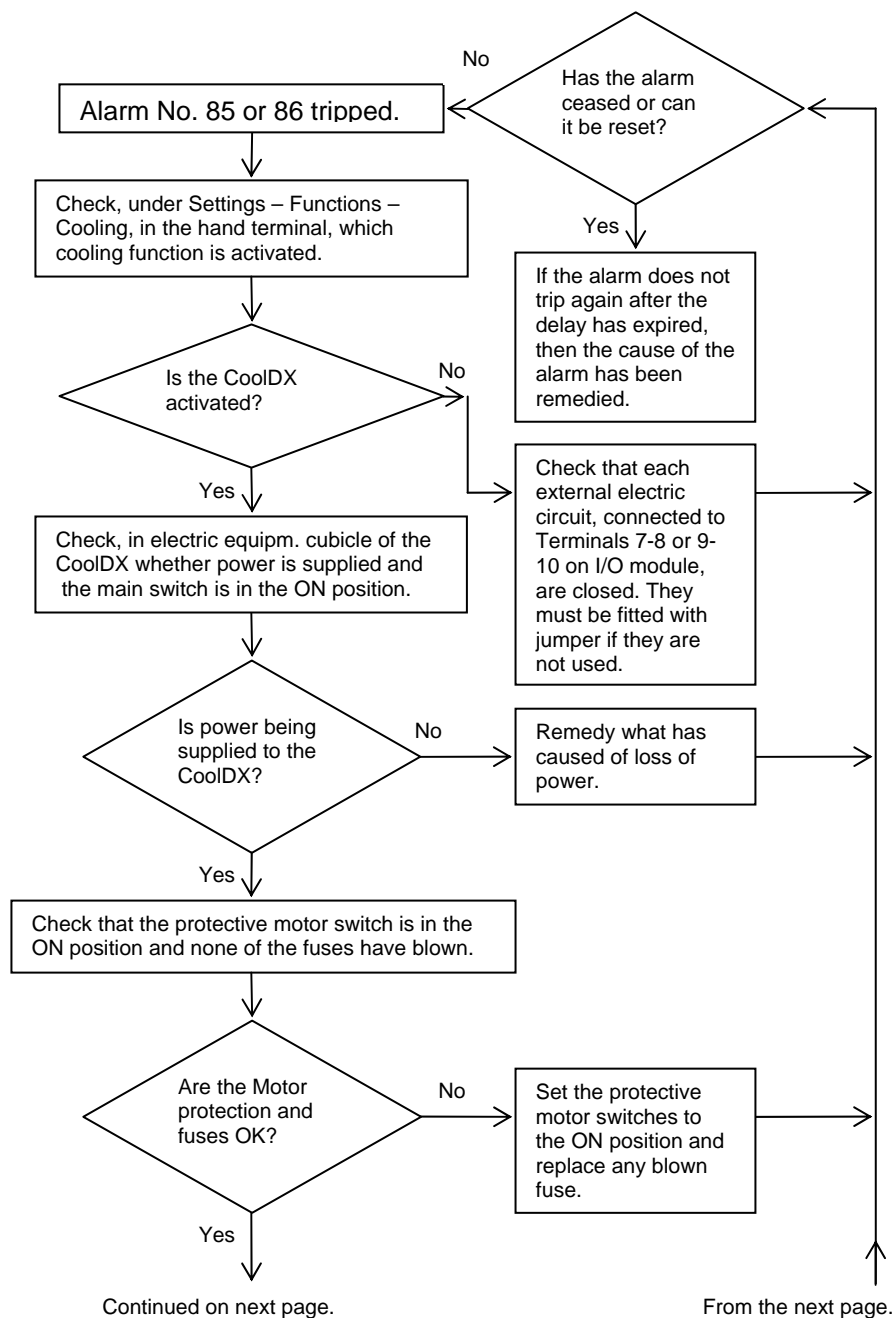 No
Has the alarm
ceased or can
it be reset?
Alarm No. 85 or 86 tripped.
Check, under Settings – Functions –
Cooling, in the hand terminal, which
cooling function is activated.
Yes
If the alarm does not
trip again after the
delay has expired,
then the cause of the
alarm has been
remedied.
Is the CoolDX
activated?
No
Yes
Check that each
external electric
circuit, connected to
Terminals 7-8 or 9-
10 on I/O module,
are closed. They
must be fitted with
jumper if they are
not used.
Check, in electric equipm. cubicle of the
CoolDX whether power is supplied and
the main switch is in the ON position.
Is power being
supplied to the
CoolDX?
No
Remedy what has
caused of loss of
power.
Yes
Check that the protective motor switch is in the
ON position and none of the fuses have blown.
Are the Motor
protection and
fuses OK?
No
Set the protective
motor switches to
the ON position and
replace any blown
fuse.
Yes
Continued on next page.
From the next page.